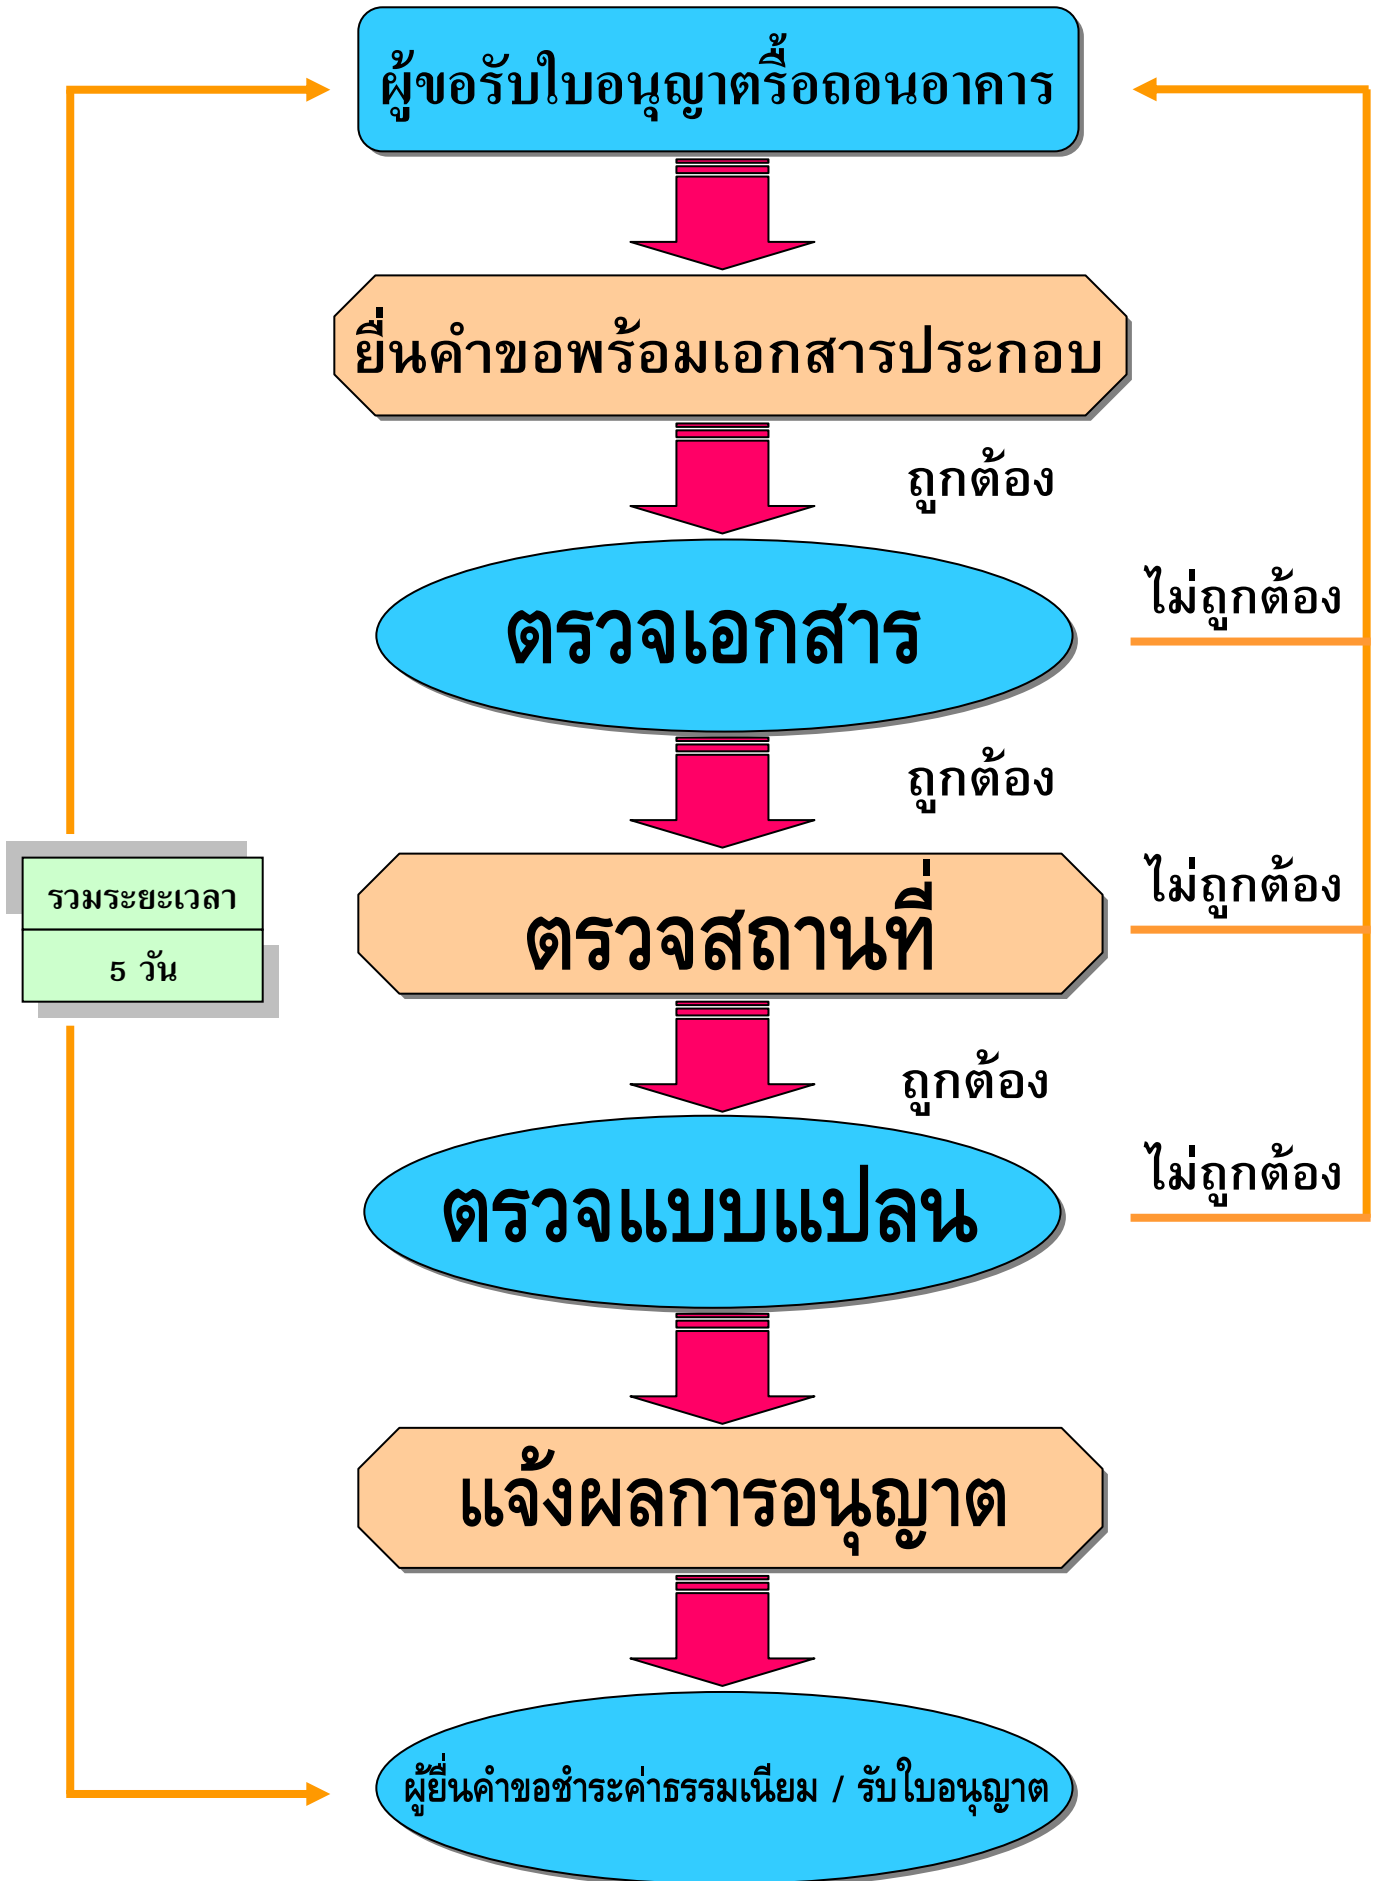 ผู้ขอรับใบอนุญาตรื้อถอนอาคาร
ยื่นคำขอพร้อมเอกสารประกอบ
ถูกต้อง
ไม่ถูกต้อง
ตรวจเอกสาร
ถูกต้อง
ไม่ถูกต้อง
รวมระยะเวลา
5 วัน
ตรวจสถานที่
ถูกต้อง
ไม่ถูกต้อง
ตรวจแบบแปลน
แจ้งผลการอนุญาต
ผู้ยื่นคำขอชำระค่าธรรมเนียม / รับใบอนุญาต